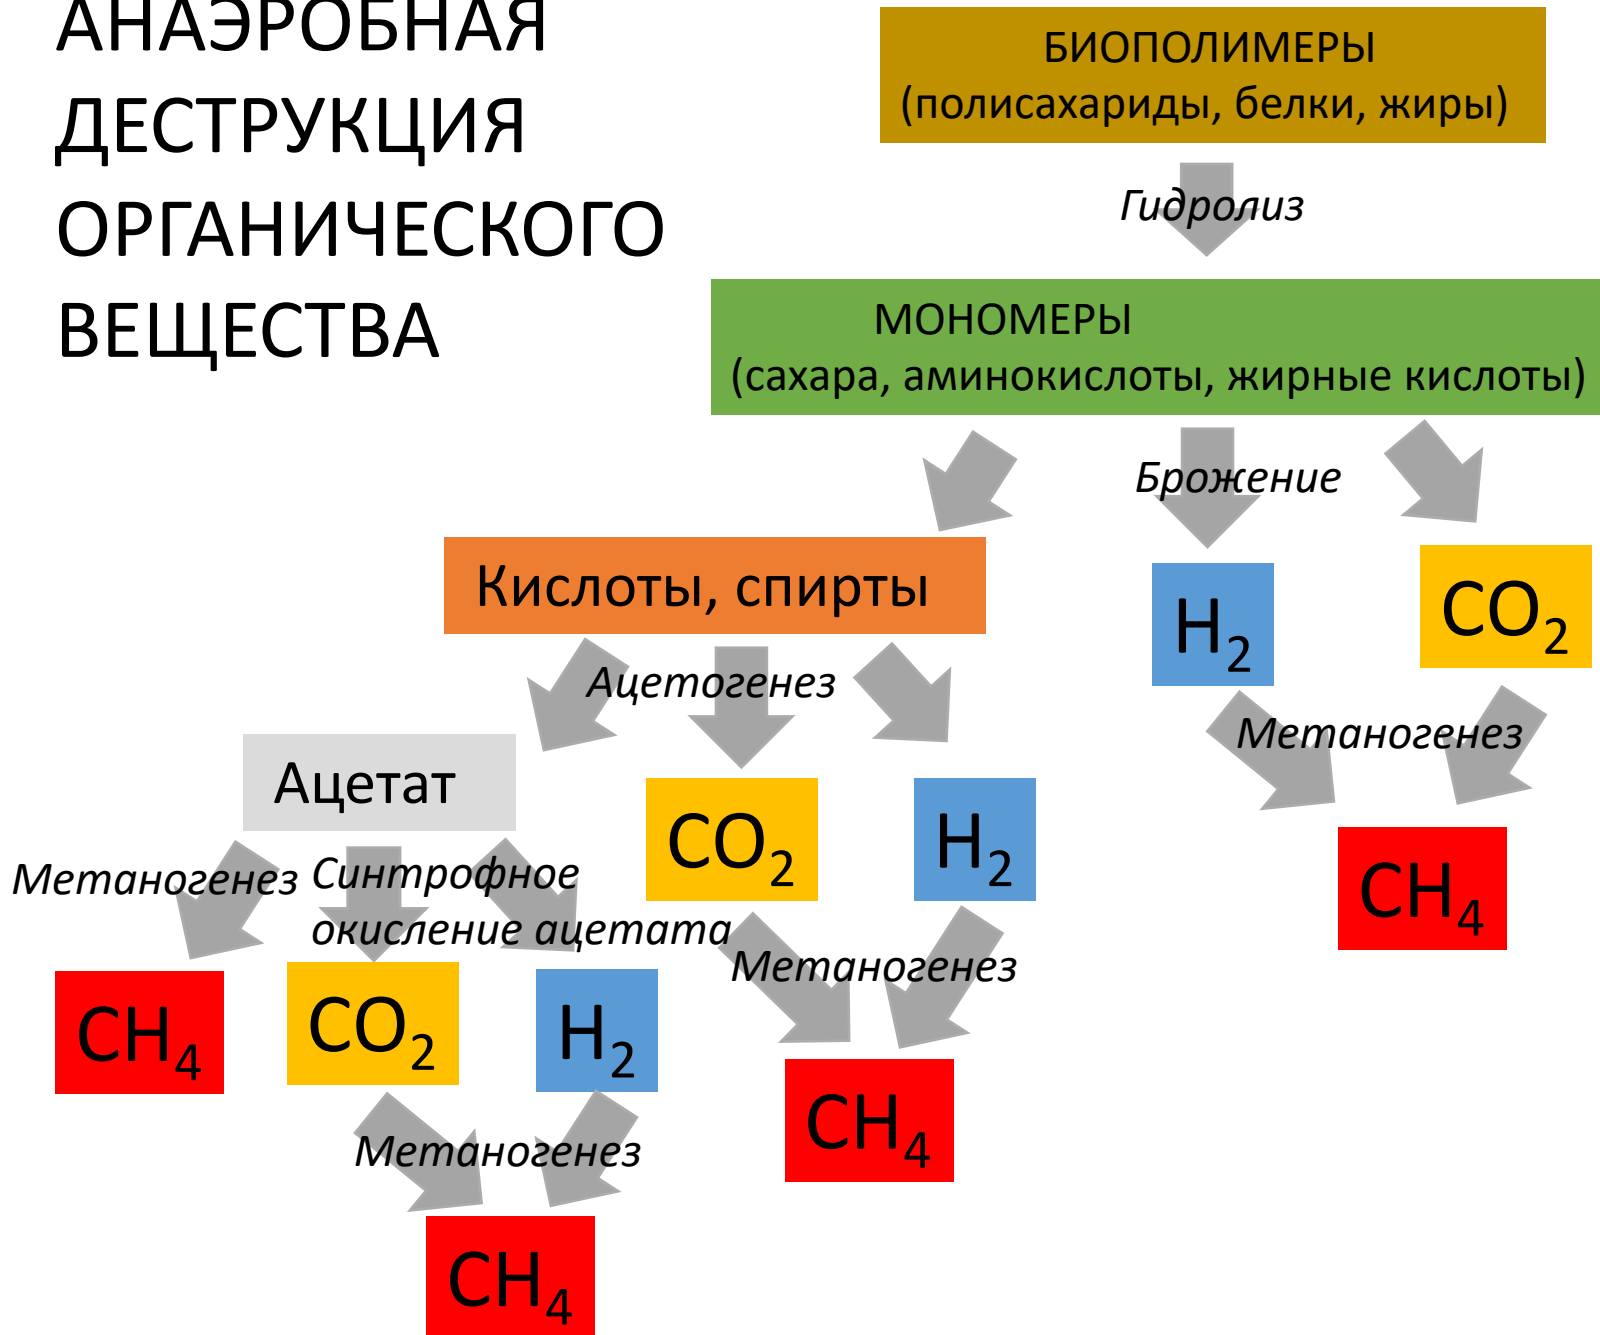 АНАЭРОБНАЯ
ДЕСТРУКЦИЯ
ОРГАНИЧЕСКОГО
ВЕЩЕСТВА
БИОПОЛИМЕРЫ
(полисахариды, белки, жиры)
Гидролиз
МОНОМЕРЫ
(сахара, аминокислоты, жирные кислоты)
Брожение
Кислоты, спирты
H₂
CO₂
Ацетогенез
Метаногенез
Ацетат
CO₂
H₂
CH₄
Метаногенез
Синтрофное
окисление ацетата
Метаногенез
CH₄
CO₂
H₂
CH₄
Метаногенез
CH₄